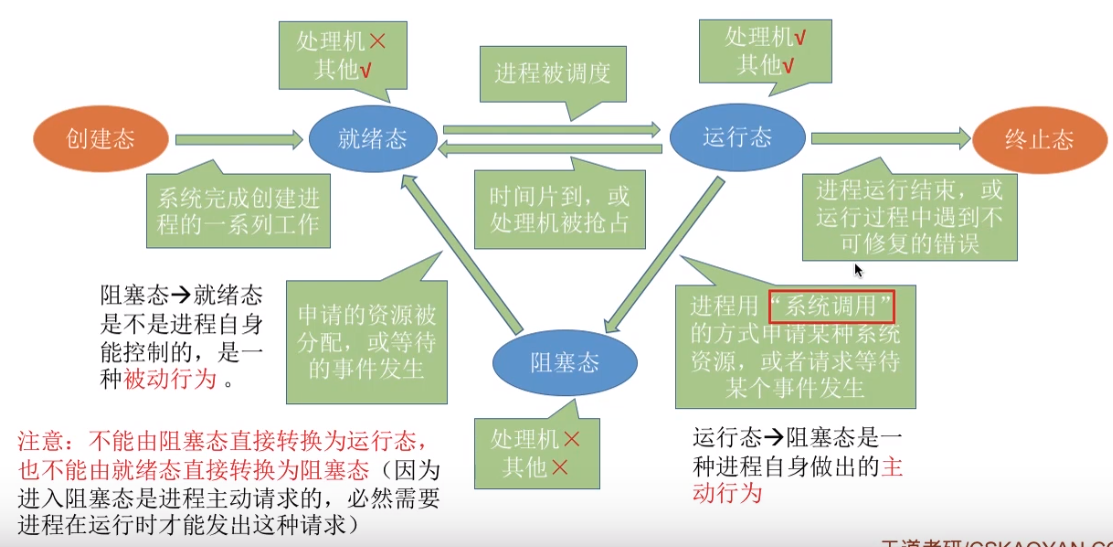 处理机×
其他√
处理机√
其他√
进程被调度
创建态
就绪态
运行态
终止态
系统完成创建进
程的一系列工作
时间片到，或
处理机被抢占
进程运行结束，或
运行过程中遇到不
可修复的错误
阻塞态→就绪态
是不是进程自身
能控制的，是一
种被动行为。
申请的资源被
分配，或等待
的事件发生
进程用“系统调用”
的方式申请某种系统
资源，或者请求等待
某个事件发生
阻塞态
处理机×
其他×
运行态→阻塞态是一
种进程自身做出的主
动行为
注意：不能由阻塞态直接转换为运行态，
也不能由就绪态直接转换为阻塞态（因为
进入阻塞态是进程主动请求的，必然需要
进程在运行时才能发出这种请求）